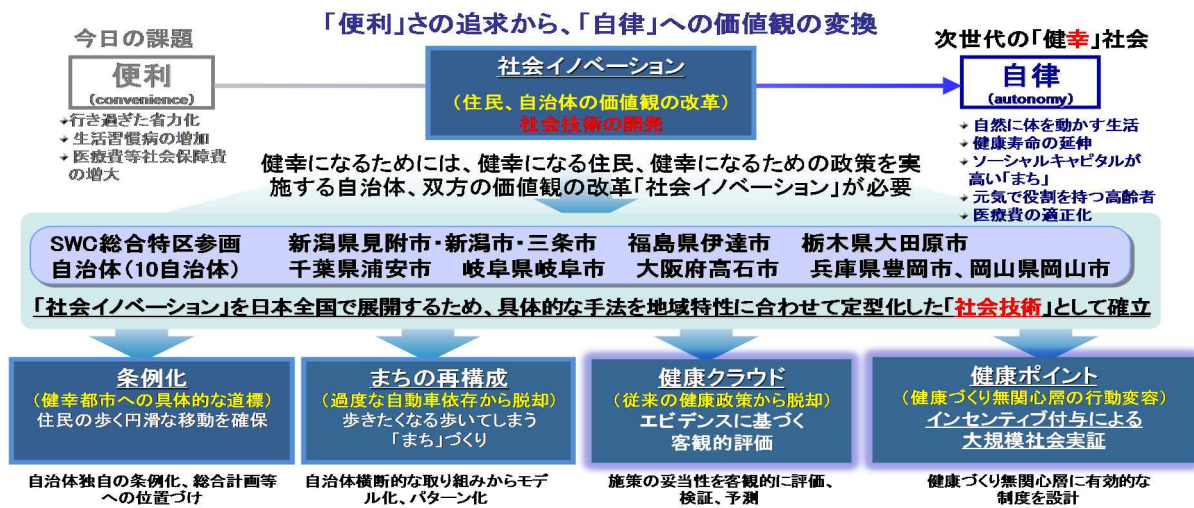 「便利」さの追求から、「自律」への価値観の変換
今日の課題
便利
(convenience)
行き過ぎた省力化
生活習慣病の増加
医療費等社会保障費
の増大
社会イノベーション
(住民、自治体の価値観の改革)
社会技術の開発
次世代の「健幸」社会
自律
(autonomy)
自然に体を動かす生活
健康寿命の延伸
ソーシャルキャピタルが
高い「まち」
元気で役割を持つ高齢者
医療費の適正化
健幸になるためには、健幸になる住民、健幸になるための政策を実
施する自治体、双方の価値観の改革「社会イノベーション」が必要
SWC総合特区参画 新潟県見附市・新潟市・三条市 福島県伊達市 栃木県大田原市
自治体(10自治体) 千葉県浦安市 岐阜県岐阜市 大阪府高石市 兵庫県豊岡市、岡山県岡山市
「社会イノベーション」を日本全国で展開するため、具体的な手法を地域特性に合わせて定型化した「社会技術」として確立
条例化
(健幸都市への具体的な道標)
住民の歩く円滑な移動を確保
自治体独自の条例化、総合計画等
への位置づけ
まちの再構成
(過度な自動車依存から脱却)
歩きたくなる歩いてしまう
「まち」づくり
自治体横断的な取り組みからモデ
ル化、パターン化
健康クラウド
(従来の健康政策から脱却)
エビデンスに基づく
客観的評価
施策の妥当性を客観的に評価、
検証、予測
健康ポイント
(健康づくり無関心層の行動変容)
インセンティブ付与による
大規模社会実証
健康づくり無関心層に有効的な
制度を設計